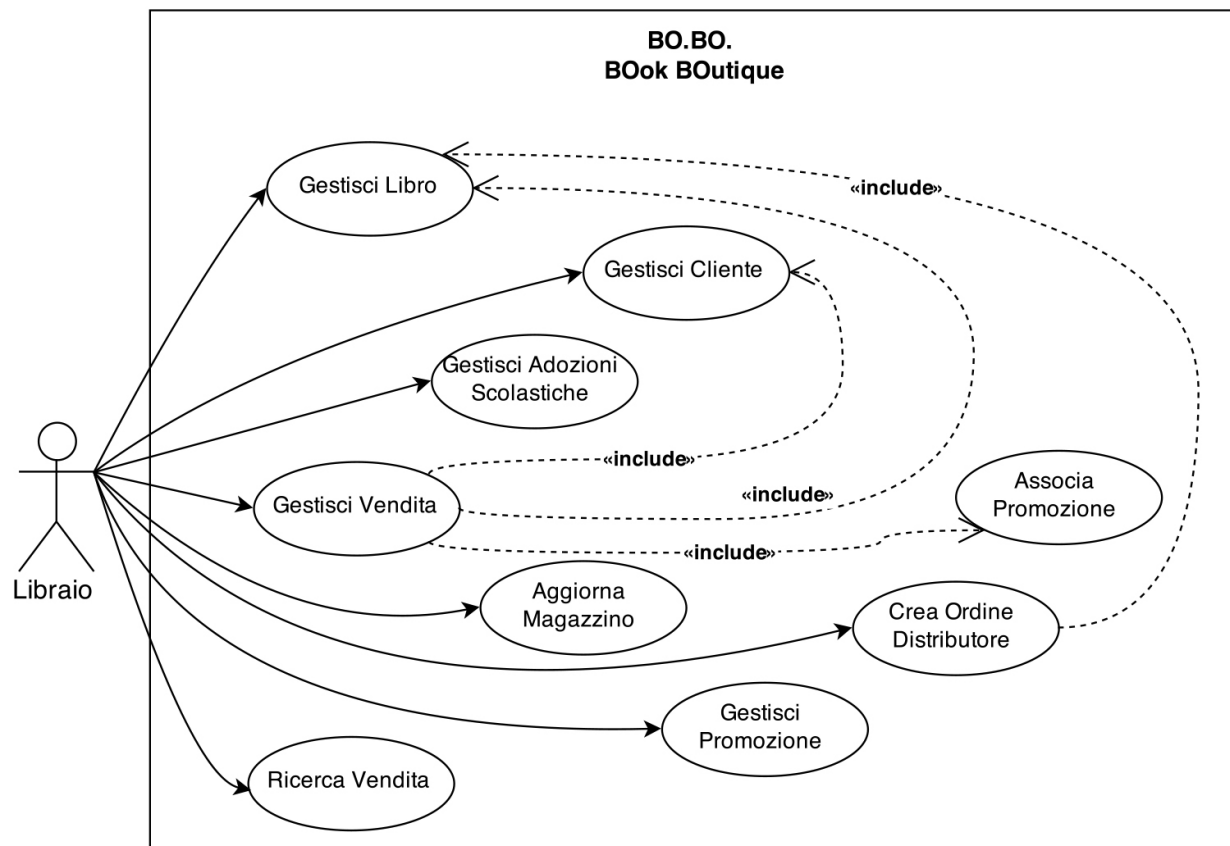 BO.BO.
BOok BOutique
Gestisci Libro
«include»
Gestisci Cliente
Gestisci Adozioni
Scolastiche
«include»
Gestisci Vendita
«include»
Associa
Promozione
«include»
Libraio
Aggiorna
Magazzino
Crea Ordine
Distributore
Gestisci
Promozione
Ricerca Vendita